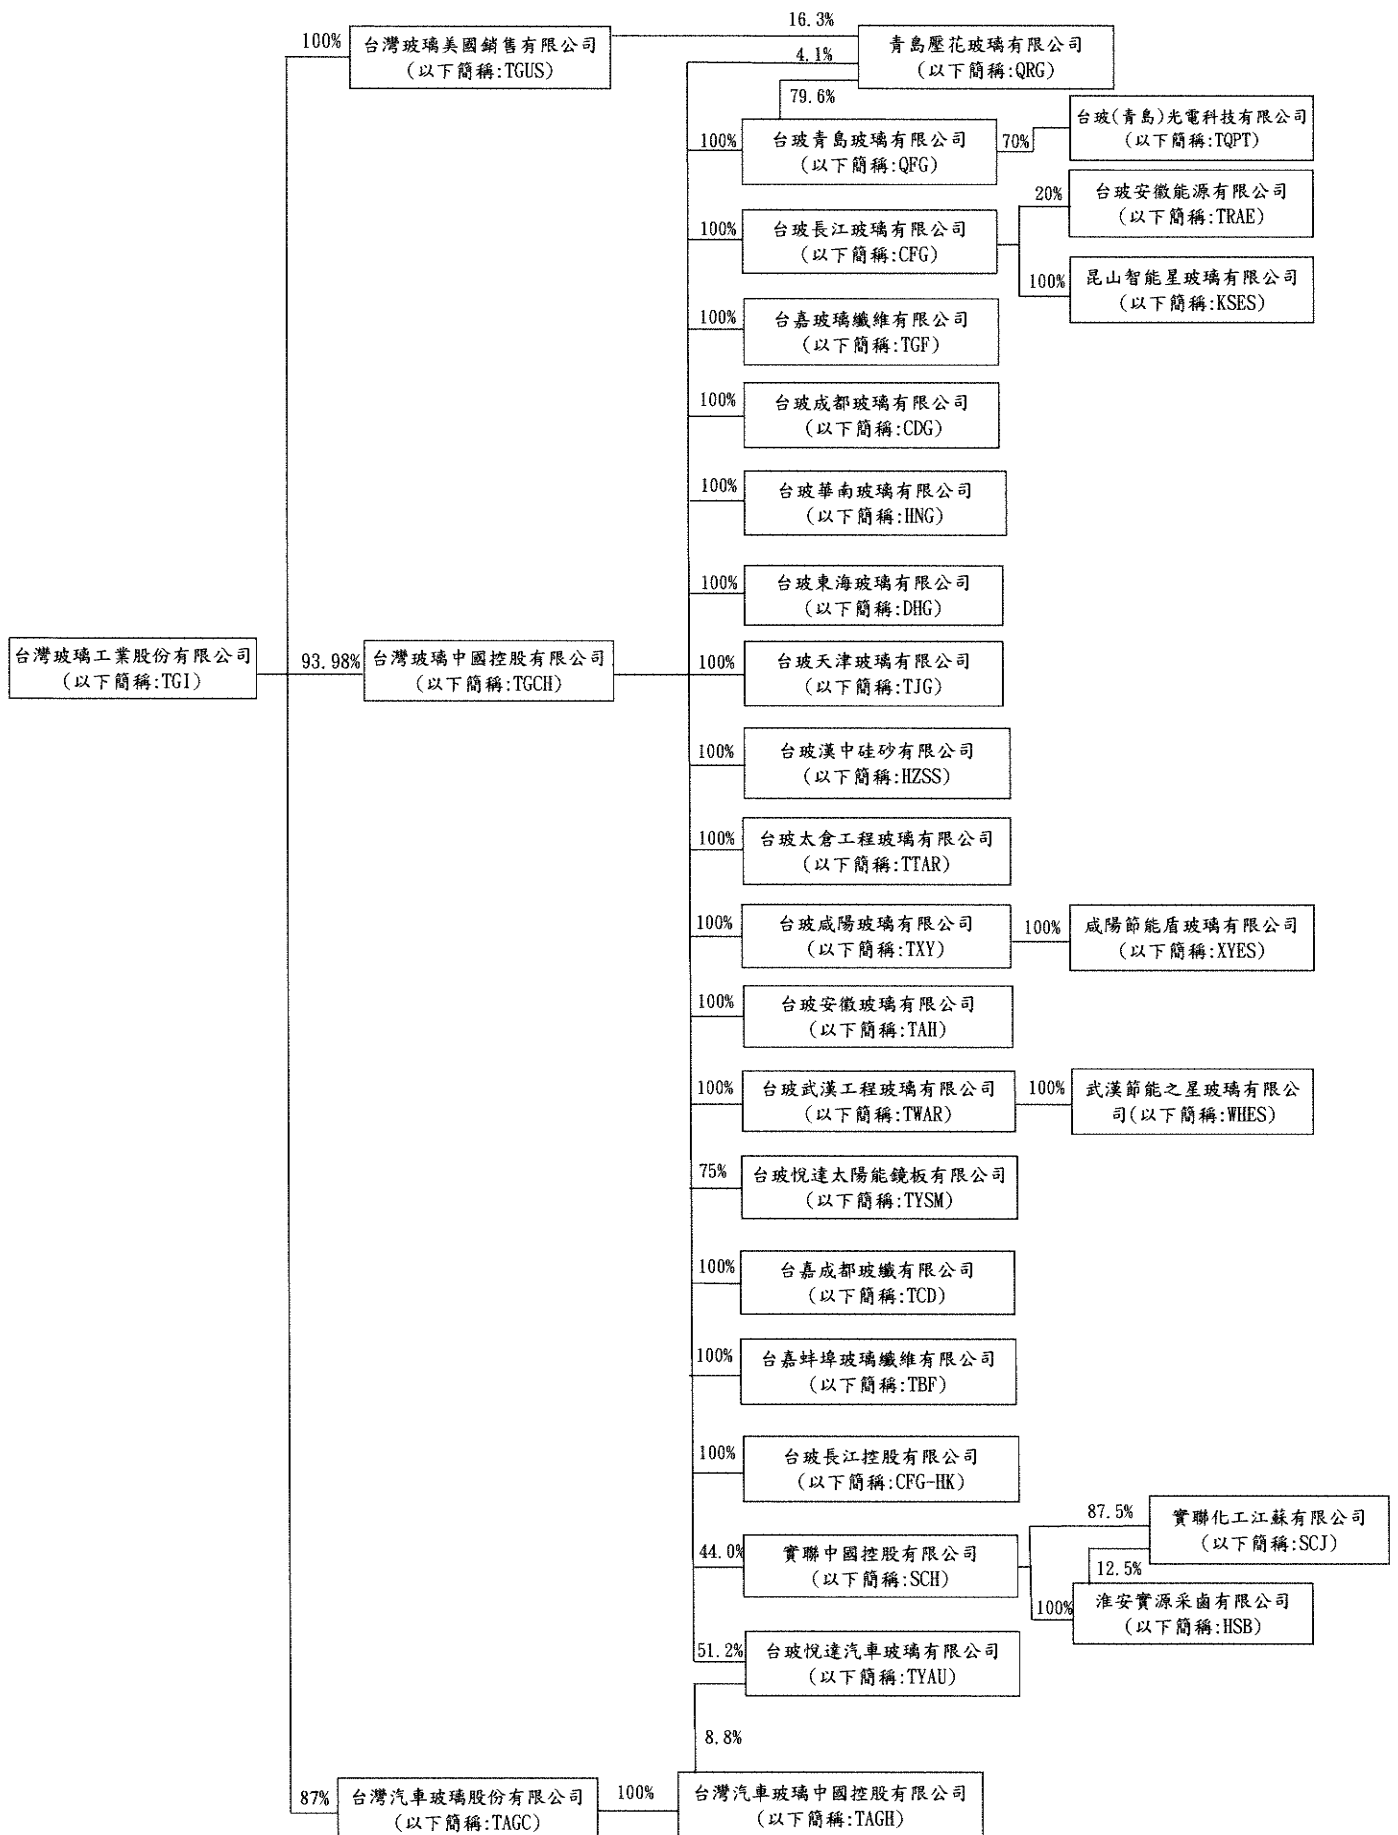 16.3%
100%
台灣玻璃美國銷售有限公司
(以下簡稱:TGUS)
青島壓花玻璃有限公司
(以下簡稱:QRG)
4.1%
79.6%
100%
台玻青島玻璃有限公司
(以下簡稱:QFG)
70%
台玻(青島)光電科技有限公司
(以下簡稱:TQPT)
100%
台玻長江玻璃有限公司
(以下簡稱:CFG)
20%
台玻安徽能源有限公司
(以下簡稱:TRAE)
100%
昆山智能星玻璃有限公司
(以下簡稱:KSES)
100%
台嘉玻璃纖維有限公司
(以下簡稱:TGF)
100%
台玻成都玻璃有限公司
(以下簡稱:CDG)
100%
台玻華南玻璃有限公司
(以下簡稱:HNG)
100%
台玻東海玻璃有限公司
(以下簡稱:DHG)
台灣玻璃工業股份有限公司
(以下簡稱:TGI)
93.98%
台灣玻璃中國控股有限公司
(以下簡稱:TGCH)
100%
台玻天津玻璃有限公司
(以下簡稱:TJG)
100%
台玻漢中硅砂有限公司
(以下簡稱:HZSS)
100%
台玻太倉工程玻璃有限公司
(以下簡稱:TTAR)
100%
台玻咸陽玻璃有限公司
(以下簡稱:TXY)
100%
咸陽節能盾玻璃有限公司
(以下簡稱:XYES)
100%
台玻安徽玻璃有限公司
(以下簡稱:TAH)
100%
台玻武漢工程玻璃有限公司
(以下簡稱:TWAR)
100%
武漢節能之星玻璃有限公
司(以下簡稱:WHES)
75%
台玻悅達太陽能鏡板有限公司
(以下簡稱:TYSM)
100%
台嘉成都玻纖有限公司
(以下簡稱:TCD)
100%
台嘉蚌埠玻璃纖維有限公司
(以下簡稱:TBF)
100%
台玻長江控股有限公司
(以下簡稱:CFG-HK)
44.0%
實聯中國控股有限公司
(以下簡稱:SCH)
87.5%
實聯化工江蘇有限公司
(以下簡稱:SCJ)
12.5%
100%
淮安實源采鹵有限公司
(以下簡稱:HSB)
51.2%
台玻悅達汽車玻璃有限公司
(以下簡稱:TYAU)
8.8%
87%
台灣汽車玻璃股份有限公司
(以下簡稱:TAGC)
100%
台灣汽車玻璃中國控股有限公司
(以下簡稱:TAGH)